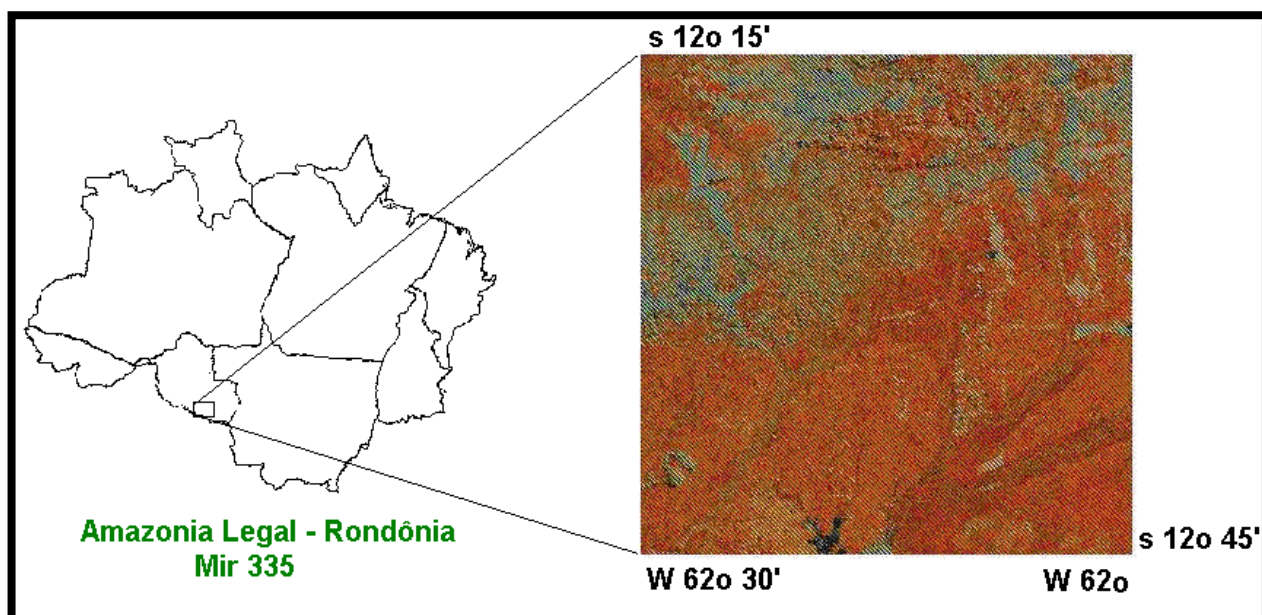 s 12o 15'
s 12o 45'
W 62o 30'
W 62o
Amazonia Legal - Rondônia
Mir 335